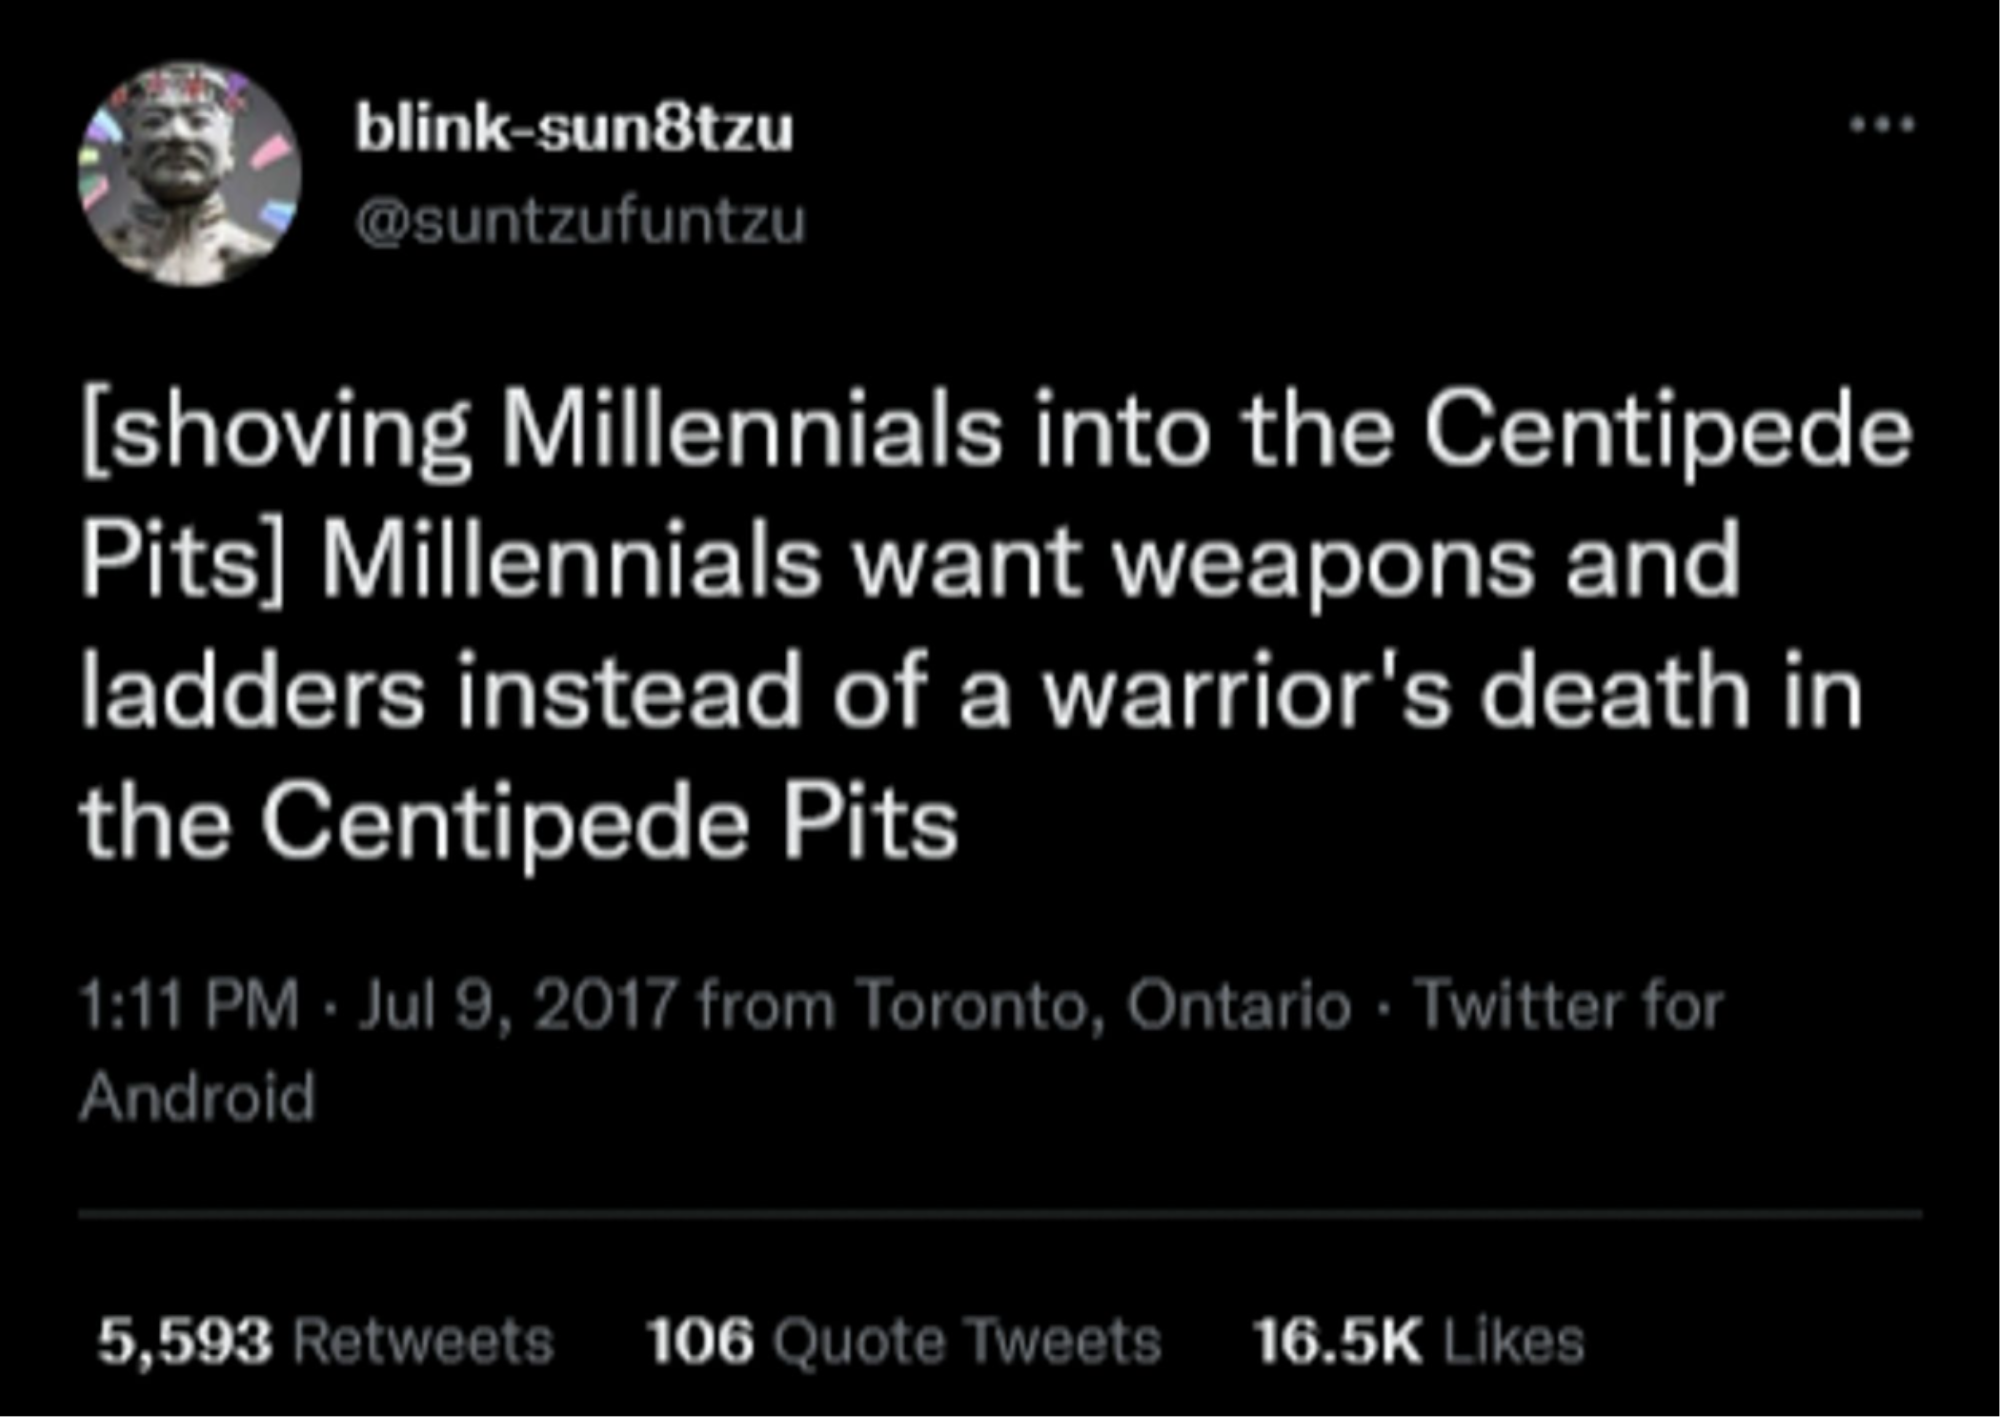 blink-sun8tzu
@suntzufuntzu
[shoving Millennials into the Centipede
Pits] Millennials want weapons and
ladders instead of a warrior's death in
the Centipede Pits
1:11 PM · Jul 9, 2017 from Toronto, Ontario · Twitter for
Android
5,593 Retweets 106 Quote Tweets 16.5K Likes